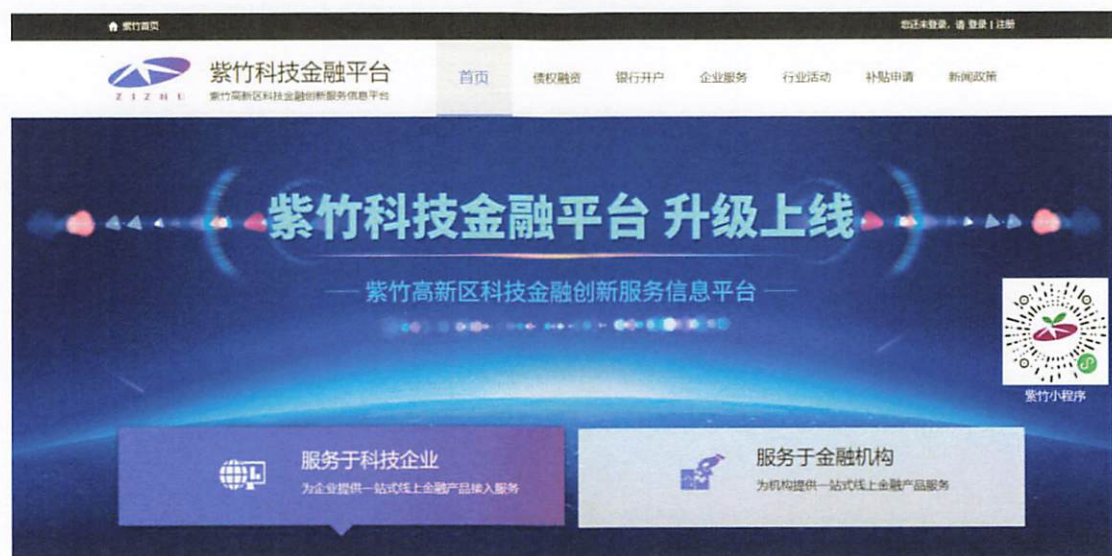 紫竹首页
您还未登录，请 登录 | 注册
ZIZHU
紫竹科技金融平台
紫竹高新区科技金融创新服务信息平台
首页
债权融资
银行开户
企业服务
行业活动
补贴申请
新闻政策
紫竹科技金融平台 升级上线
紫竹高新区科技金融创新服务信息平台
紫竹小程序
服务于科技企业
为企业提供一站式线上金融产品接入服务
服务于金融机构
为机构提供一站式线上金融产品服务